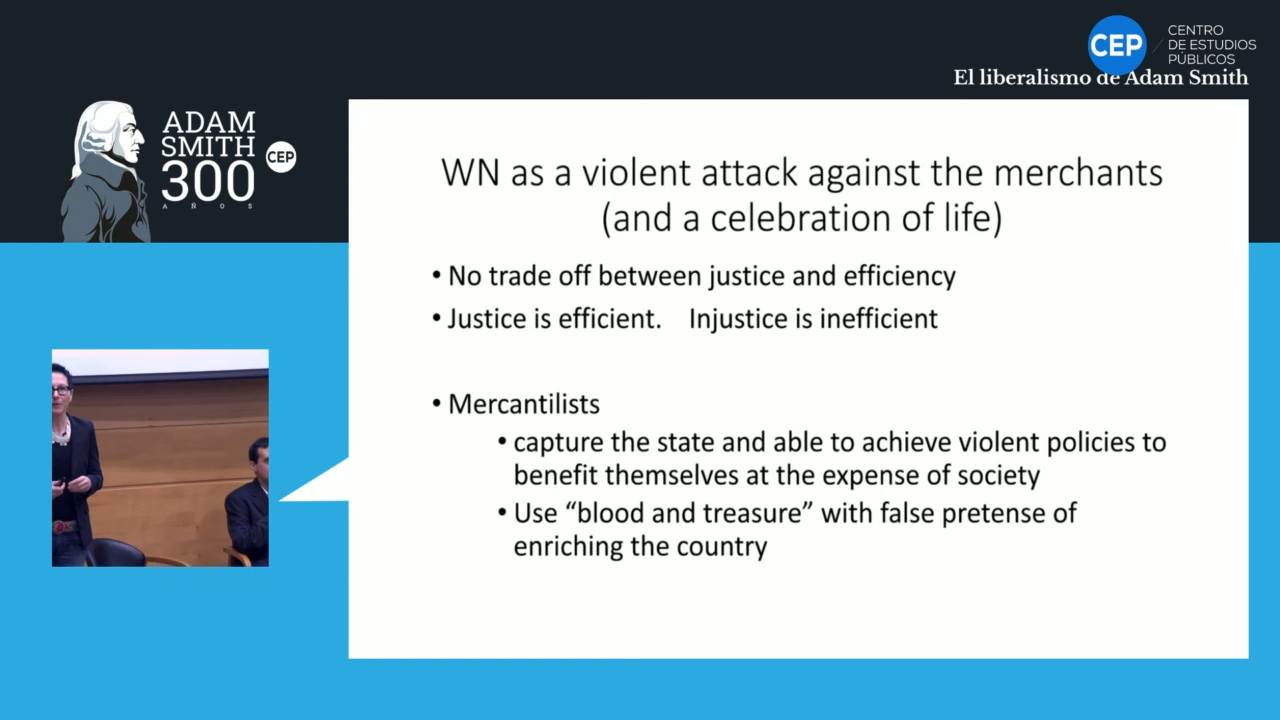 CEP
CENTRO
DE ESTUDIOS
PÚBLICOS
El liberalismo de Adam Smith
ADAM
SMITH
300
AÑOS
CEP
WN as a violent attack against the merchants
(and a celebration of life)
• No trade off between justice and efficiency
• Justice is efficient. Injustice is inefficient
• Mercantilists
• capture the state and able to achieve violent policies to
benefit themselves at the expense of society
• Use “blood and treasure” with false pretense of
enriching the country